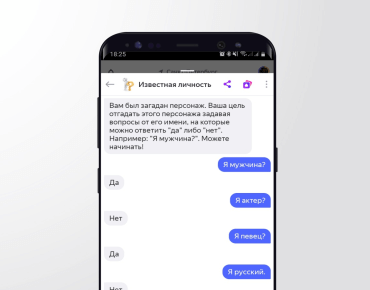 18:25
Известная личность
Вам был загадан персонаж. Ваша цель
отгадать этого персонажа задавая
вопросы от его имени, на которые
можно ответить "да" либо "нет".
Например: "Я мужчина?". Можете
начинать!
Я мужчина?
Да
Я актер?
Нет
Я певец?
Да
Я русский.
Нет